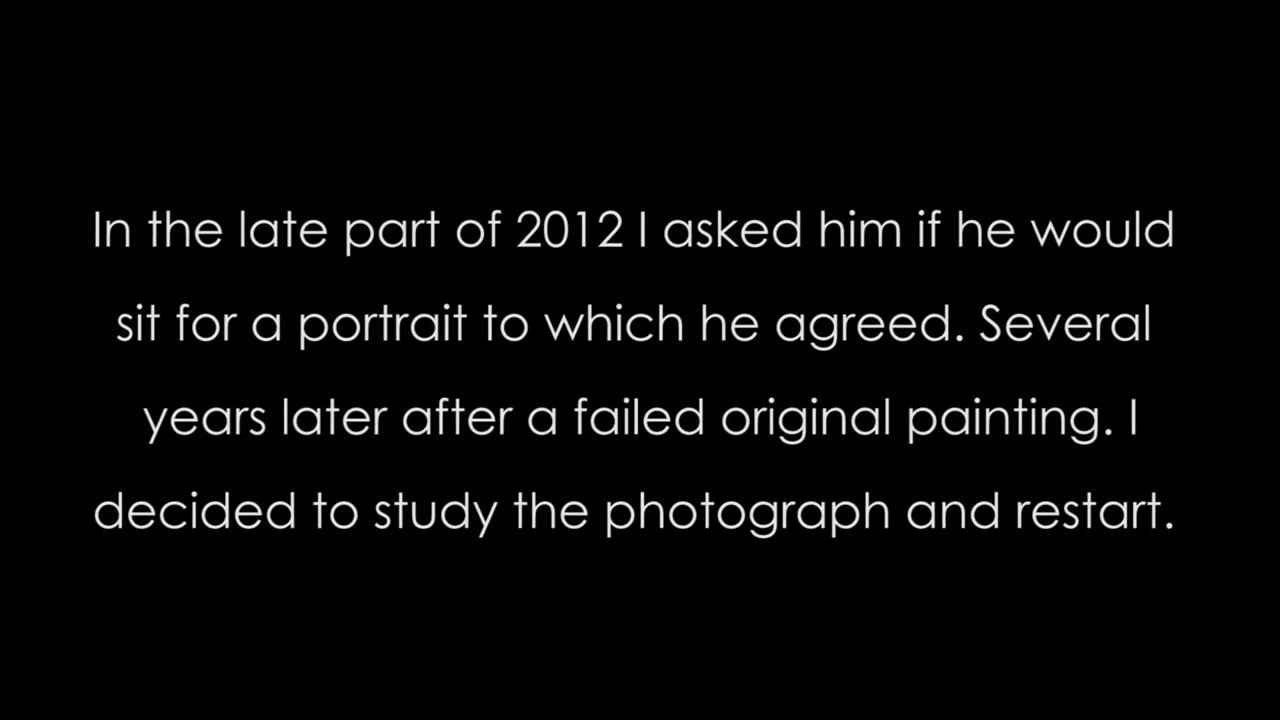 In the late part of 2012 I asked him if he would
sit for a portrait to which he agreed. Several
years later after a failed original painting. I
decided to study the photograph and restart.